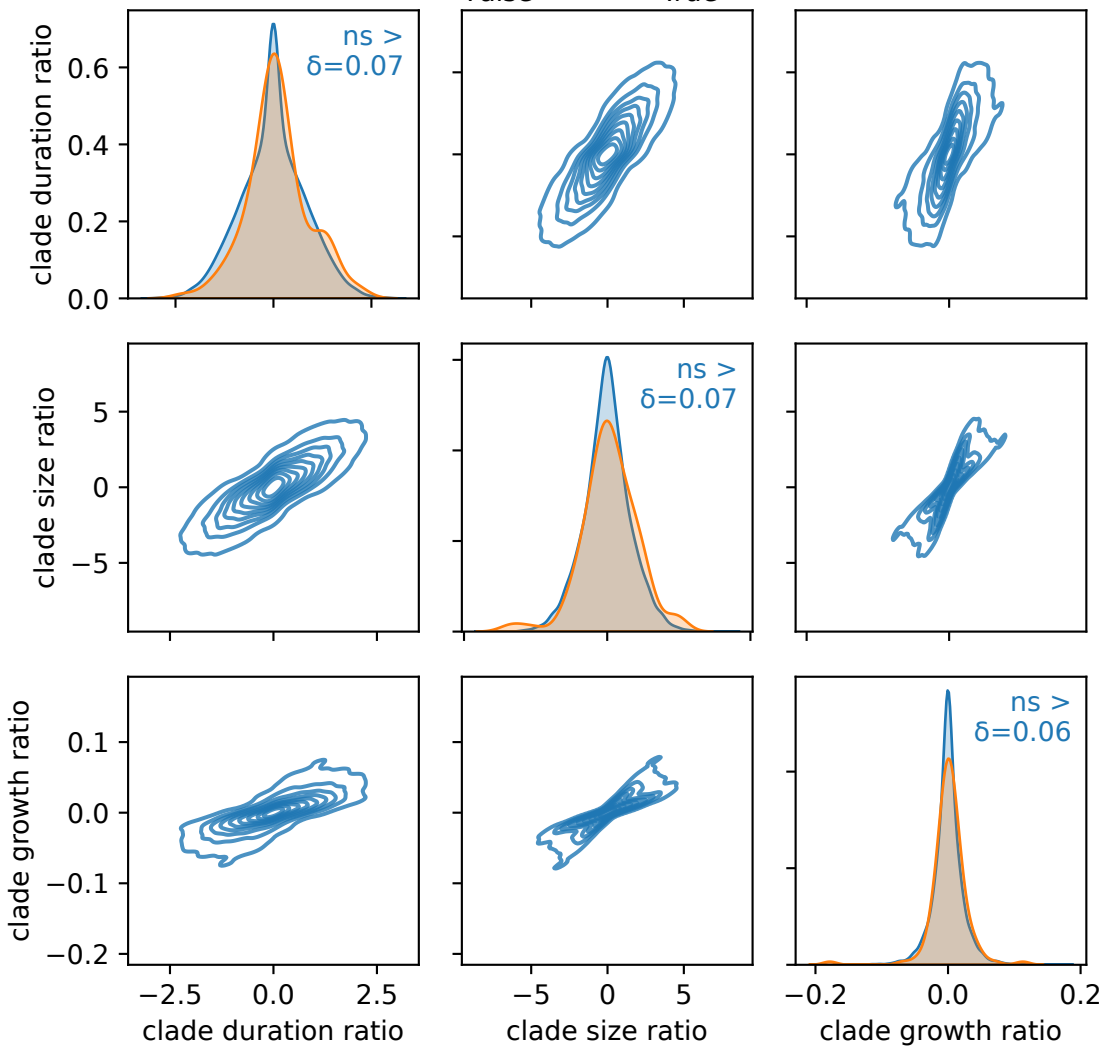 clade duration ratio
0.6
0.4
0.2
0.0
ns >
δ=0.07
clade size ratio
5
0
−5
ns >
δ=0.07
clade growth ratio
0.1
0.0
−0.1
−0.2
ns >
δ=0.06
−2.5 0.0 2.5
−5 0 5
−0.2 0.0 0.2
clade duration ratio
clade size ratio
clade growth ratio